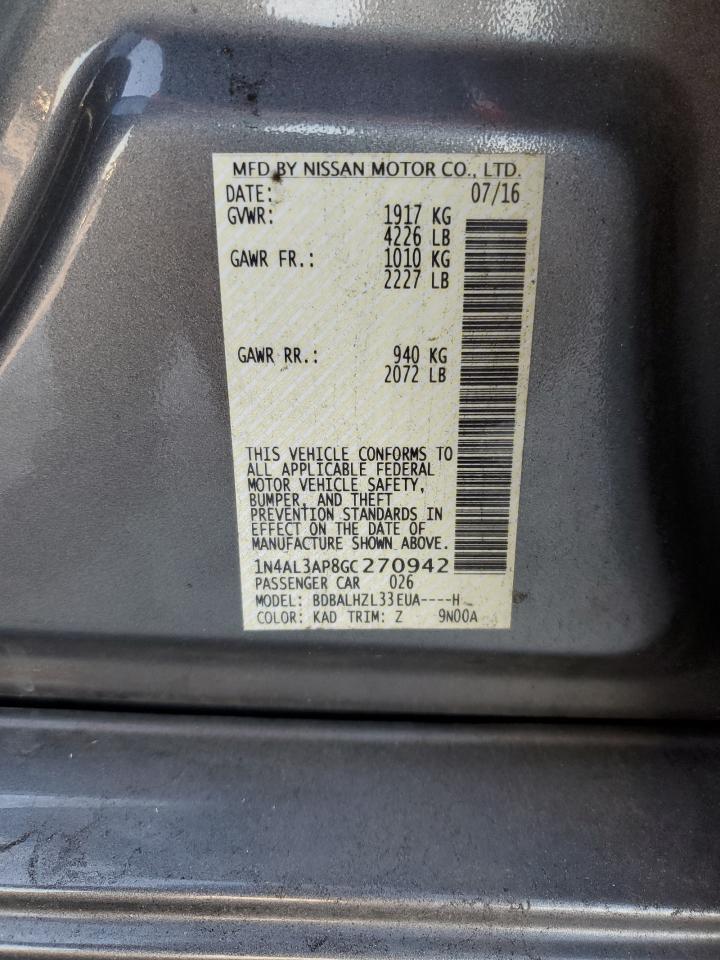 MFD BY NISSAN MOTOR CO., LTD.
DATE: 07/16
GVWR: 1917 KG
4226 LB
GAWR FR.: 1010 KG
2227 LB
GAWR RR.: 940 KG
2072 LB
THIS VEHICLE CONFORMS TO
ALL APPLICABLE FEDERAL
MOTOR VEHICLE SAFETY,
BUMPER, AND THEFT
PREVENTION STANDARDS IN
EFFECT ON THE DATE OF
MANUFACTURE SHOWN ABOVE.
1N4AL3AP8GC270942
PASSENGER CAR 026
MODEL: BDBALHZL33EUA----H
COLOR: KAD TRIM: Z 9N00A